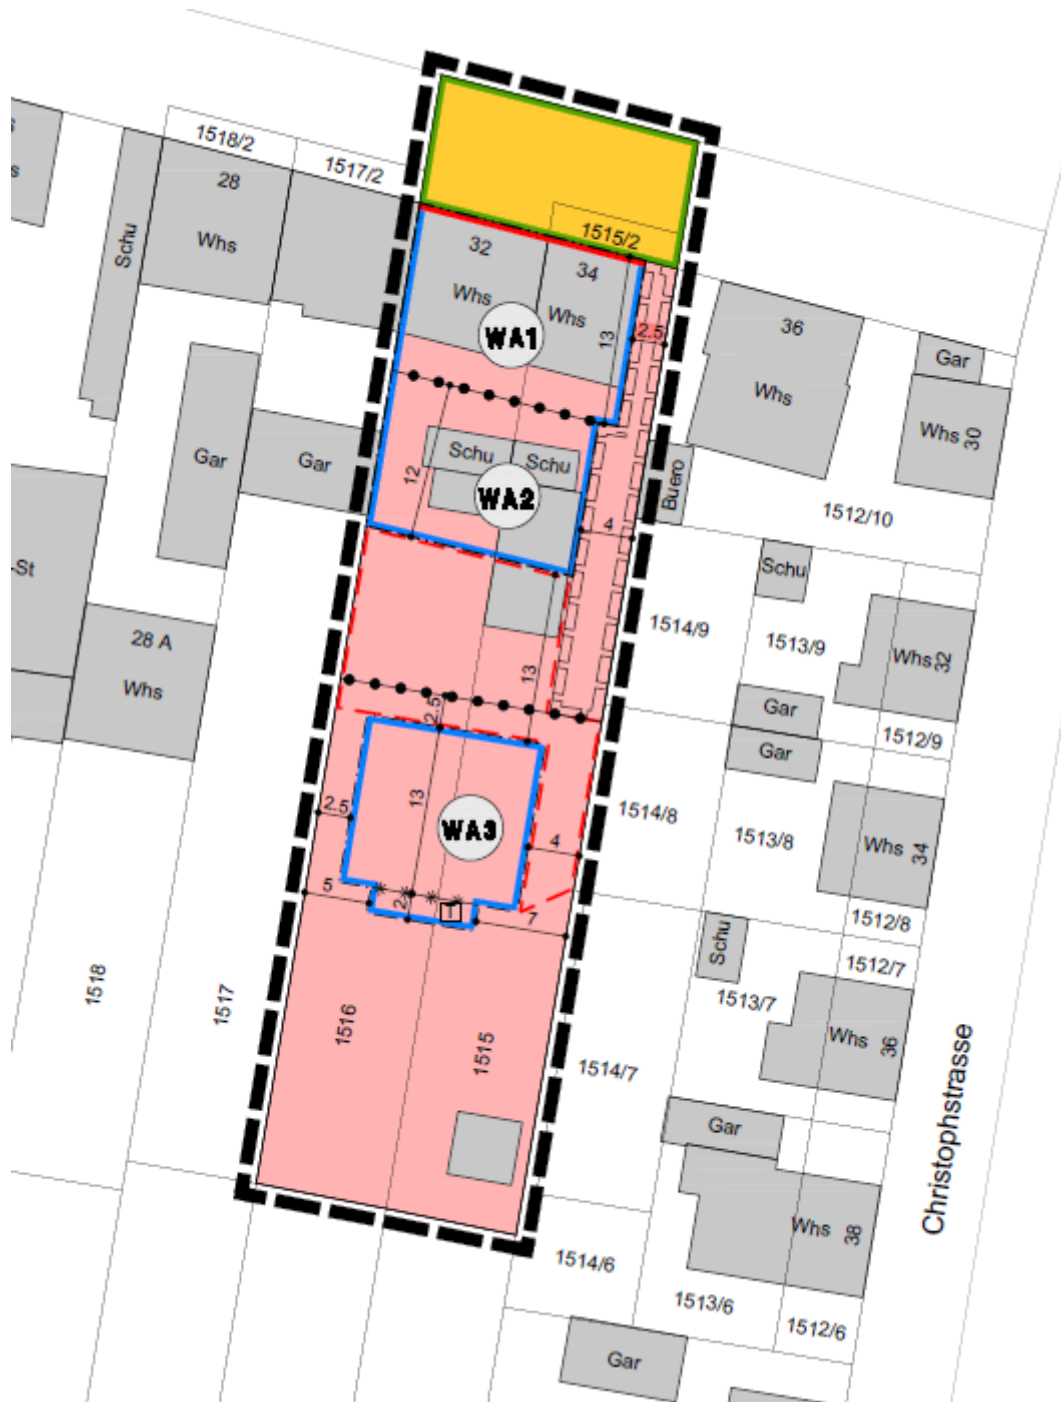 1518/2
1517/2
28
Whs
Schu
s
1515/2
32
34
Whs
Whs
WA1
13
2.5
36
Whs
Gar
Whs 30
Gar
Gar
Schu
Schu
12
WA2
4
Buero
1512/10
-St
28 A
Whs
Schu
1514/9
1513/9
Whs 32
13
2.5
Gar
Gar
1512/9
2.5
13
WA3
4
1514/8
1513/8
Whs 34
5
2
T
7
1512/8
Schu
1512/7
1513/7
1518
1517
1516
1515
Whs 36
1514/7
Gar
Whs 38
Christophstrasse
1514/6
1513/6
1512/6
Gar